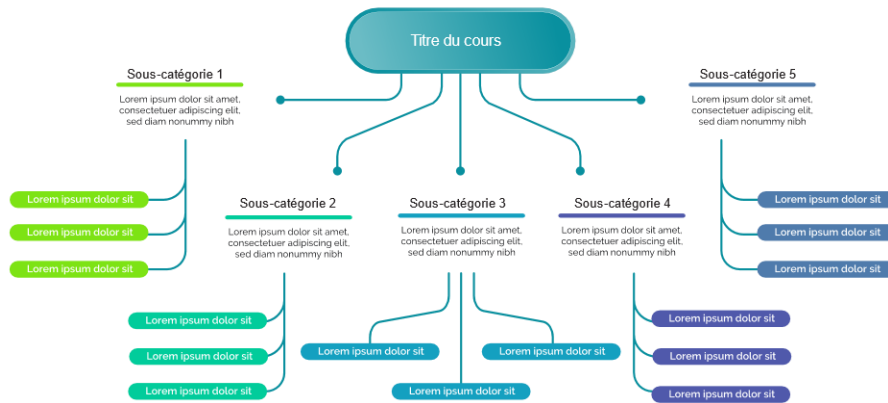 Titre du cours
Sous-catégorie 1
Lorem ipsum dolor sit amet,
consectetuer adipiscing elit,
sed diam nonummy nibh
Lorem ipsum dolor sit
Lorem ipsum dolor sit
Lorem ipsum dolor sit
Sous-catégorie 2
Lorem ipsum dolor sit amet,
consectetuer adipiscing elit,
sed diam nonummy nibh
Lorem ipsum dolor sit
Lorem ipsum dolor sit
Lorem ipsum dolor sit
Sous-catégorie 3
Lorem ipsum dolor sit amet,
consectetuer adipiscing elit,
sed diam nonummy nibh
Lorem ipsum dolor sit
Lorem ipsum dolor sit
Lorem ipsum dolor sit
Sous-catégorie 4
Lorem ipsum dolor sit amet,
consectetuer adipiscing elit,
sed diam nonummy nibh
Lorem ipsum dolor sit
Lorem ipsum dolor sit
Lorem ipsum dolor sit
Sous-catégorie 5
Lorem ipsum dolor sit amet,
consectetuer adipiscing elit,
sed diam nonummy nibh
Lorem ipsum dolor sit
Lorem ipsum dolor sit
Lorem ipsum dolor sit